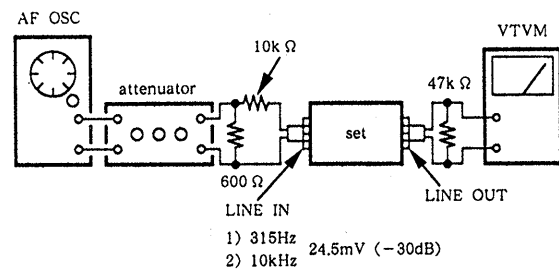 AF OSC
VTVM
10k Ω
attenuator
47k Ω
set
600 Ω
LINE IN
LINE OUT
1) 315Hz
2) 10kHz
24.5mV (−30dB)